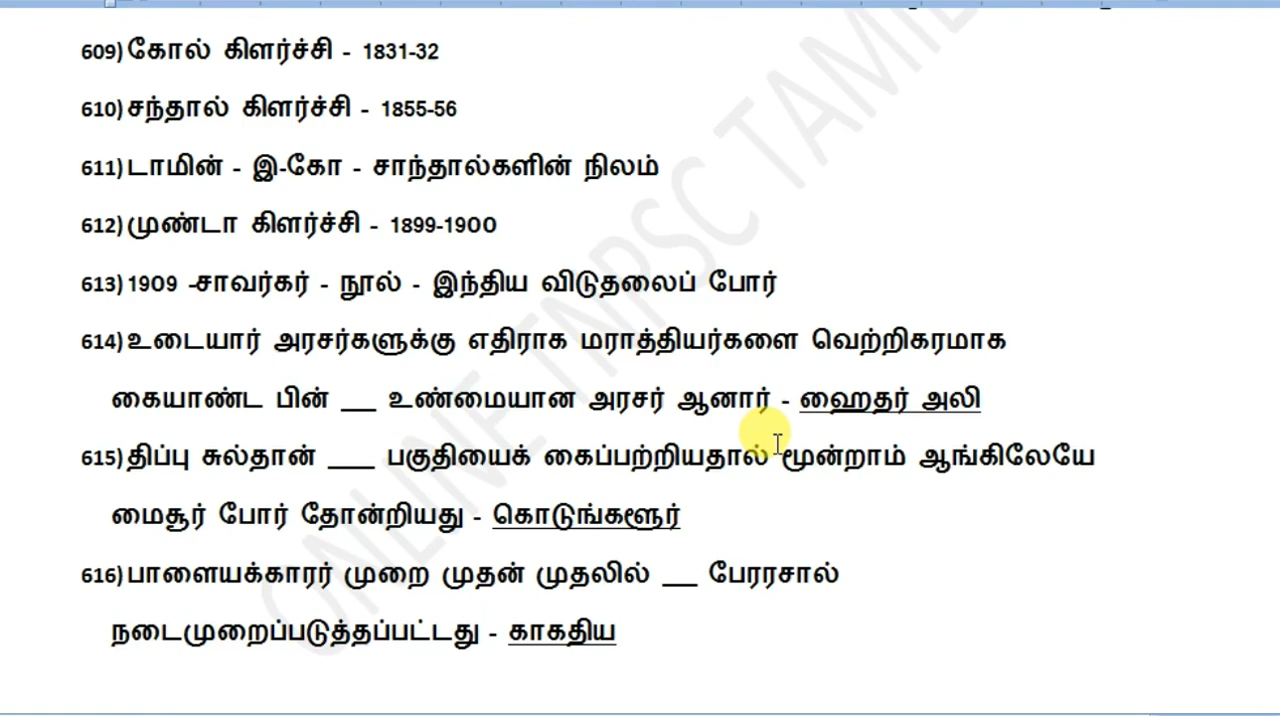 609) கோல் கிளர்ச்சி - 1831-32
610) சந்தால் கிளர்ச்சி - 1855-56
611) டாமின் - இ-கோ - சாந்தால்களின் நிலம்
612) முண்டா கிளர்ச்சி - 1899-1900
613) 1909 -சாவர்கர் - நூல் - இந்திய விடுதலைப் போர்
614) உடையார் அரசர்களுக்கு எதிராக மராத்தியர்களை வெற்றிகரமாக
கையாண்ட பின் ___ உண்மையான அரசர் ஆனார் - ஹைதர் அலி
615) திப்பு சுல்தான் ____ பகுதியைக் கைப்பற்றியதால் மூன்றாம் ஆங்கிலேயே
மைசூர் போர் தோன்றியது - கொடுங்களூர்
616) பாளையக்காரர் முறை முதன் முதலில் ___ பேரரசால்
நடைமுறைப்படுத்தப்பட்டது - காகதிய
ONLINE TNPSC TAMIL